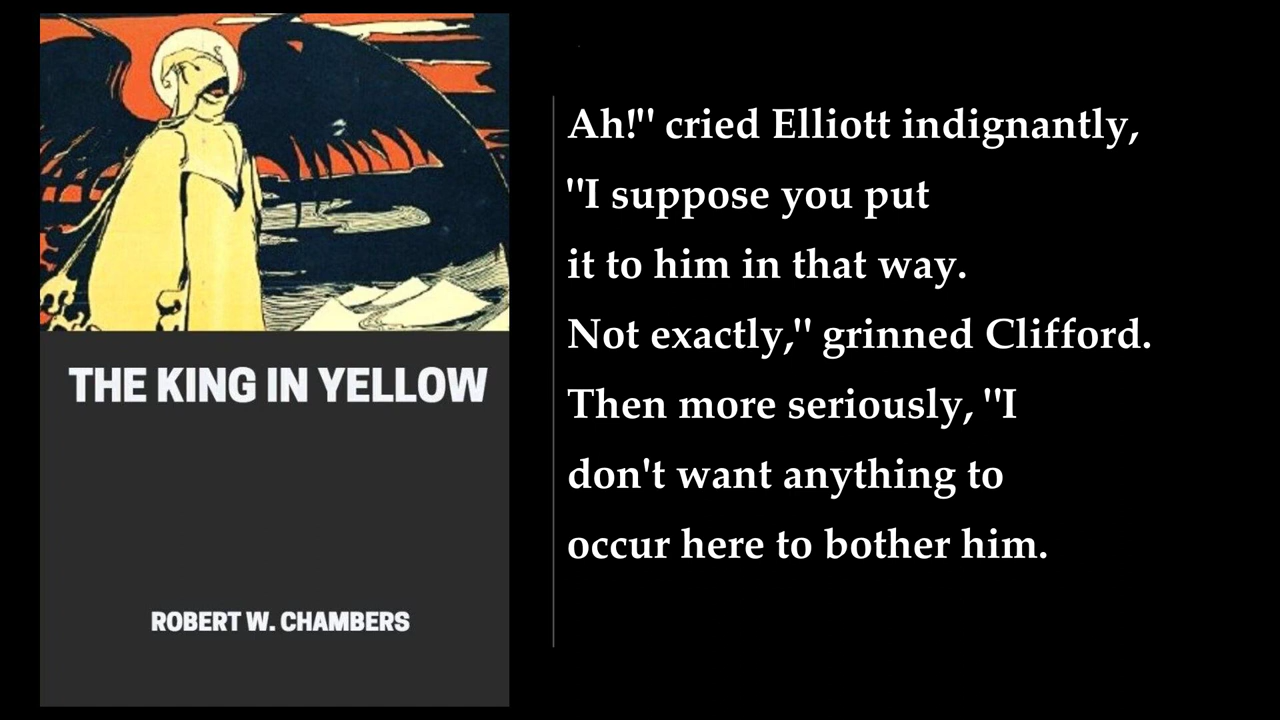 THE KING IN YELLOW
ROBERT W. CHAMBERS
Ah!" cried Elliott indignantly,
"I suppose you put
it to him in that way.
Not exactly," grinned Clifford.
Then more seriously, "I
don't want anything to
occur here to bother him.